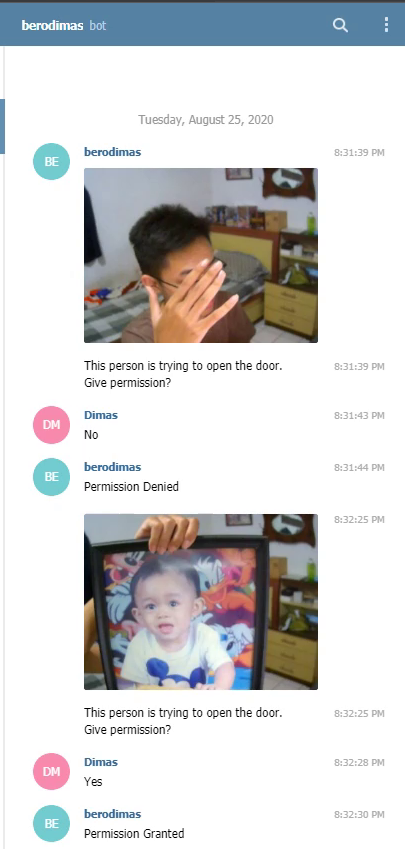 berodimas bot
Tuesday, August 25, 2020
BE
berodimas 8:31:39 PM
This person is trying to open the door. 8:31:39 PM
Give permission?
DM
Dimas 8:31:43 PM
No
BE
berodimas 8:31:44 PM
Permission Denied
8:32:25 PM
This person is trying to open the door. 8:32:25 PM
Give permission?
DM
Dimas 8:32:28 PM
Yes
BE
berodimas 8:32:30 PM
Permission Granted